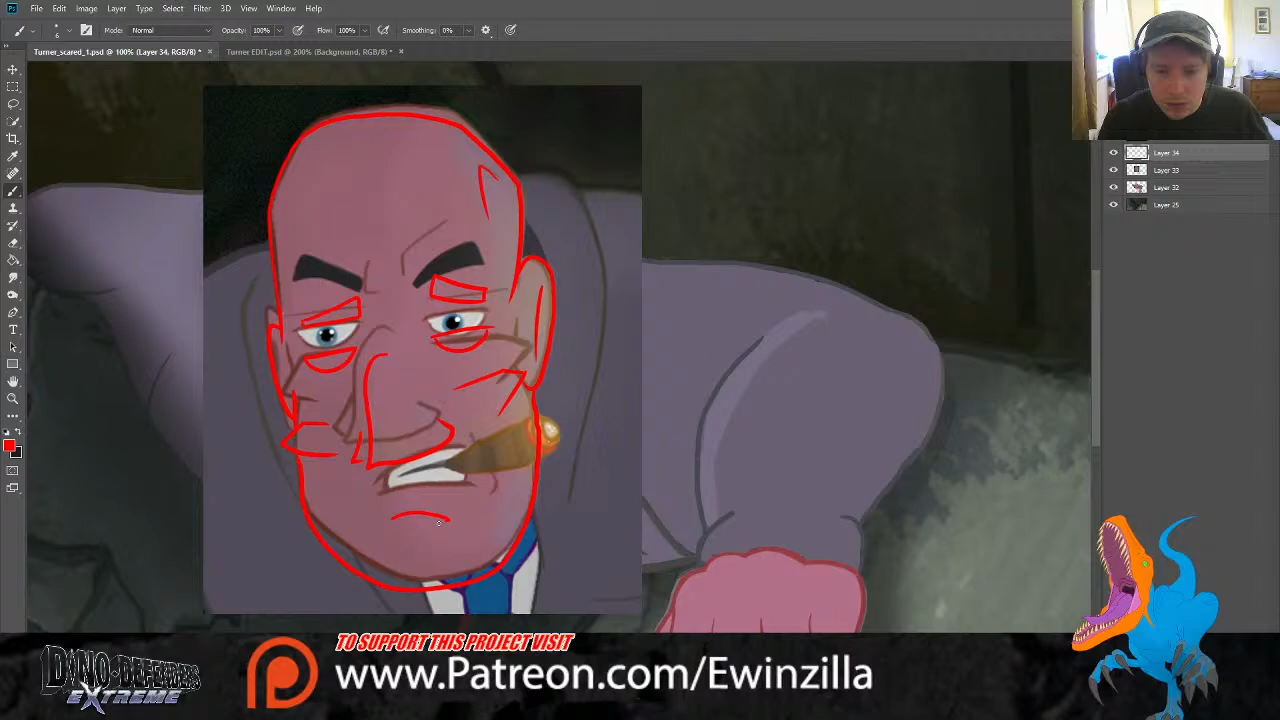 Ps File Edit Image Layer Type Select Filter 3D View Window Help
6 Mode: Normal Opacity: 100% Flow: 100% Smoothing: 0%
Turner_scared_1.psd @ 100% (Layer 34, RGB/8) * × Turner EDIT.psd @ 200% (Background, RGB/8) * ×
Layer 34
Layer 33
Layer 32
Layer 25
T
TO SUPPORT THIS PROJECT VISIT
www.Patreon.com/Ewinzilla
DINO-DEFENDERS
EXTREME